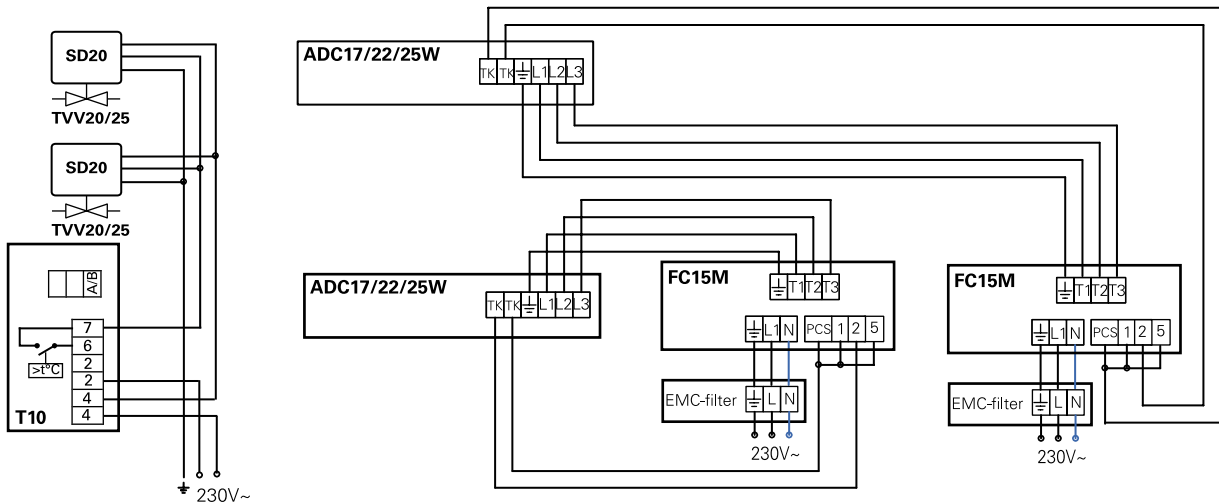 SD20
TVV20/25
SD20
TVV20/25
A/B
7
6
2
2
4
4
>t°C
T10
230V~
ADC17/22/25W
TK TK L1 L2 L3
ADC17/22/25W
TK TK L1 L2 L3
FC15M
T1 T2 T3
L1 N
PCS 1 2 5
EMC-filter
L N
230V~
FC15M
T1 T2 T3
L1 N
PCS 1 2 5
EMC-filter
L N
230V~